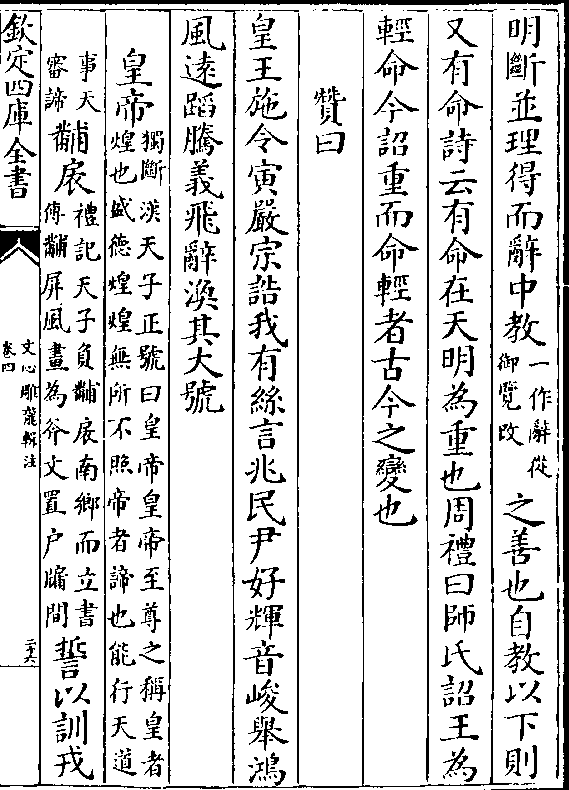 明斷並理得而辭中教一作辭從御覽改之善也自教以下則
又有命詩云有命在天明為重也周禮曰師氏詔王為
輕命今詔重而命輕者古今之變也
贊曰
皇王施令寅嚴宗誥我有絲言兆民尹好輝音峻舉鴻
風遠蹈騰義飛辭渙其大號
皇帝獨斷漢天子正號曰皇帝皇帝至尊之稱皇者煌也盛德煌煌無所不照帝者諦也能行天道
事天審諦黼扆禮記天子負黼扆南鄉而立書傳黼屏風畫為斧文置户牖間誓以訓戎
欽定四庫全書
文心雕龍輯注
卷四
二十六